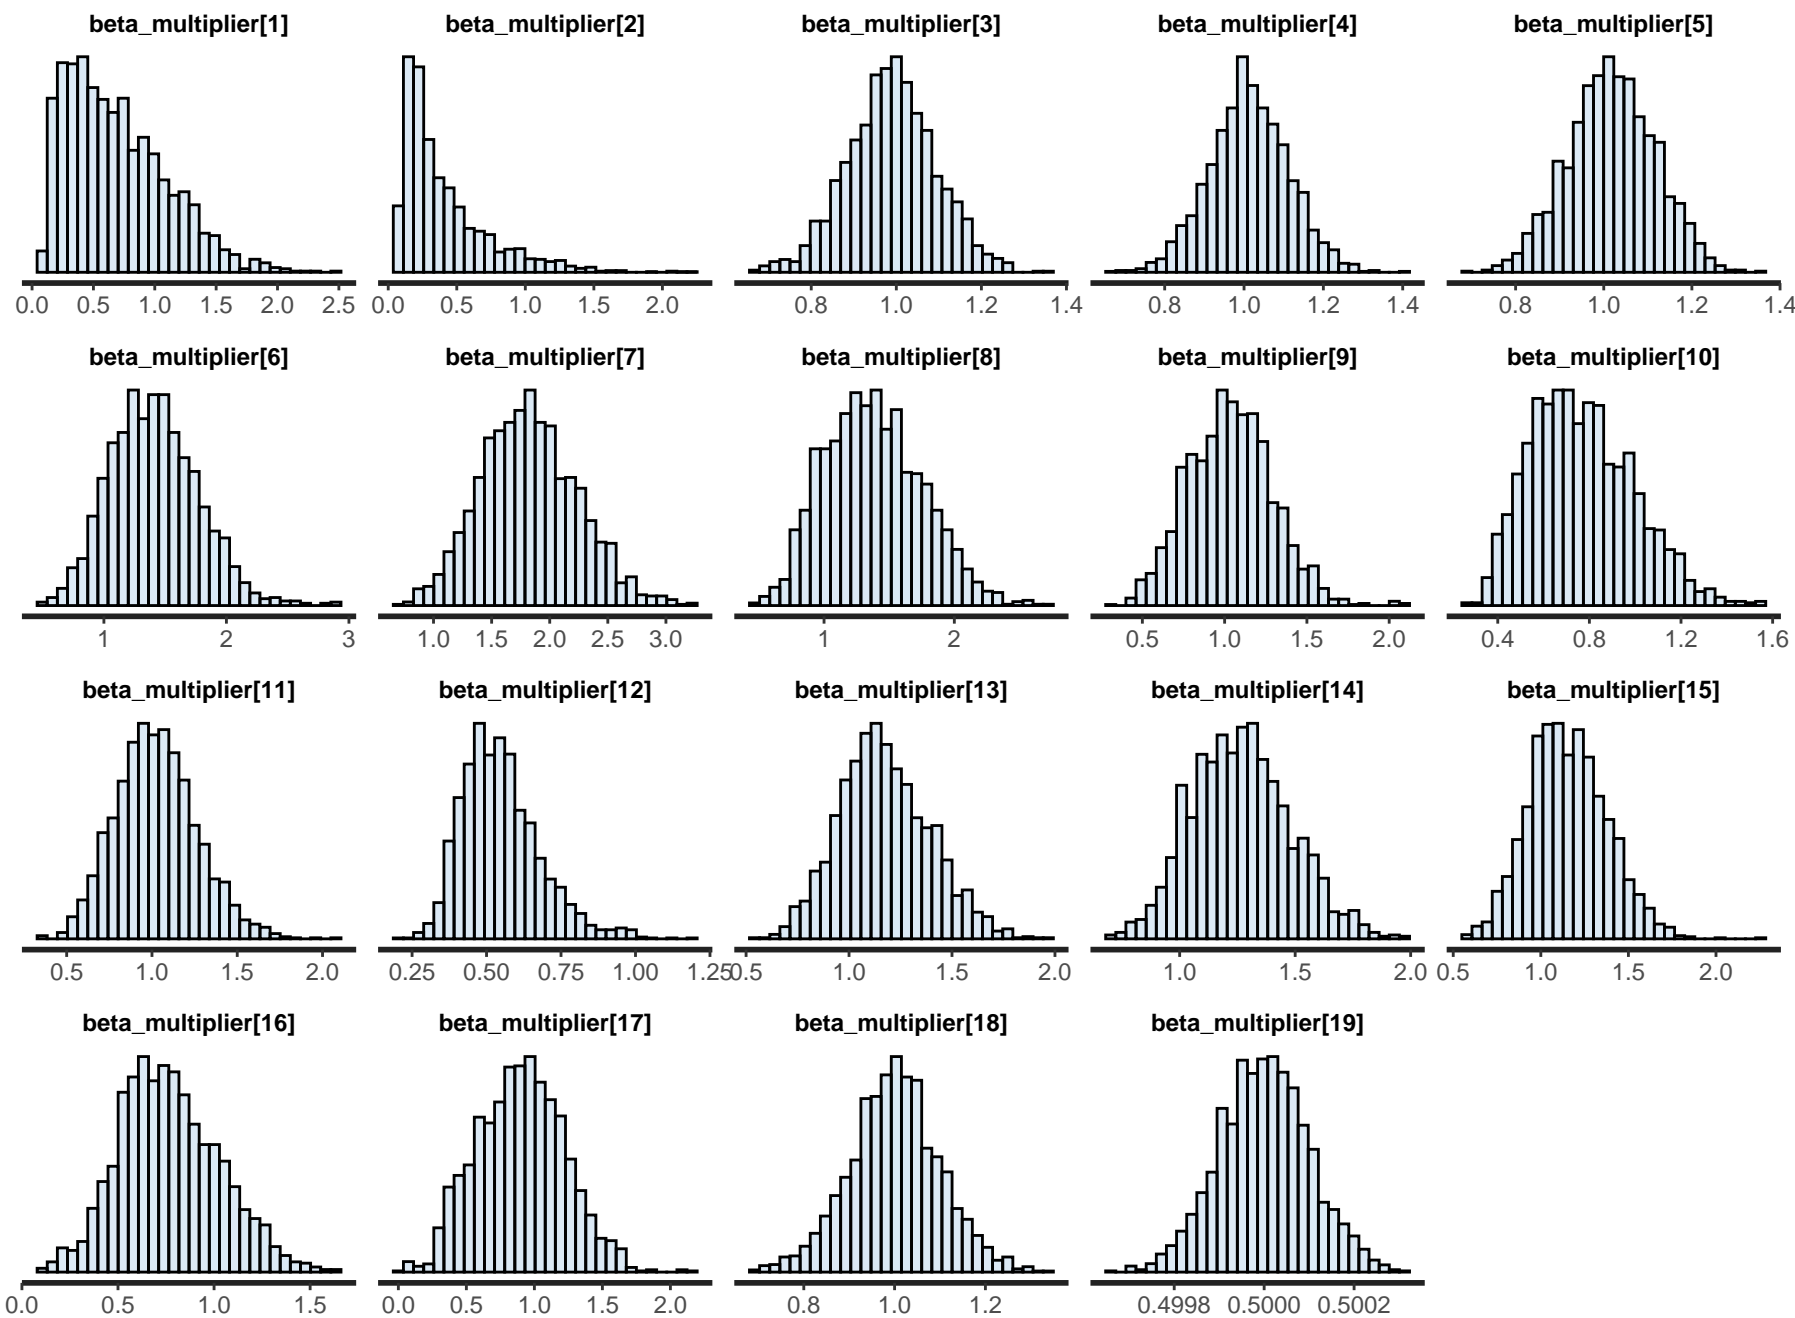 beta_multiplier[1] beta_multiplier[2] beta_multiplier[3] beta_multiplier[4] beta_multiplier[5]
0.0 0.5 1.0 1.5 2.0 2.5 0.0 0.5 1.0 1.5 2.0 0.8 1.0 1.2 1.4 0.8 1.0 1.2 1.4 0.8 1.0 1.2 1.4
beta_multiplier[6] beta_multiplier[7] beta_multiplier[8] beta_multiplier[9] beta_multiplier[10]
1 2 3 1.0 1.5 2.0 2.5 3.0 1 2 0.5 1.0 1.5 2.0 0.4 0.8 1.2 1.6
beta_multiplier[11] beta_multiplier[12] beta_multiplier[13] beta_multiplier[14] beta_multiplier[15]
0.5 1.0 1.5 2.0 0.25 0.50 0.75 1.00 1.25 0.5 1.0 1.5 2.0 1.0 1.5 2.0 0.5 1.0 1.5 2.0
beta_multiplier[16] beta_multiplier[17] beta_multiplier[18] beta_multiplier[19]
0.0 0.5 1.0 1.5 0.0 0.5 1.0 1.5 2.0 0.8 1.0 1.2 0.4998 0.5000 0.5002